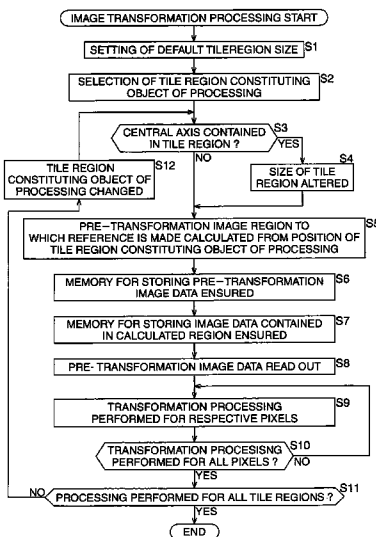 IMAGE TRANSFORMATION PROCESSING START
SETTING OF DEFAULT TILEREGION SIZE
S1
SELECTION OF TILE REGION CONSTITUTING
OBJECT OF PROCESSING
S2
CENTRAL AXIS CONTAINED
IN TILE REGION ?
S3
YES
NO
SIZE OF TILE
REGION ALTERED
S4
TILE REGION
CONSTITUTING OBJECT OF
PROCESSING CHANGED
S12
PRE-TRANSFORMATION IMAGE REGION TO
WHICH REFERENCE IS MADE CALCULATED FROM POSITION OF
TILE REGION CONSTITUTING OBJECT OF PROCESSING
S5
MEMORY FOR STORING PRE-TRANSFORMATION
IMAGE DATA ENSURED
S6
MEMORY FOR STORING IMAGE DATA CONTAINED
IN CALCULATED REGION ENSURED
S7
PRE- TRANSFORMATION IMAGE DATA READ OUT
S8
TRANSFORMATION PROCESSING
PERFORMED FOR RESPECTIVE PIXELS
S9
TRANSFORMATION PROCESISNG
PERFORMED FOR ALL PIXELS ?
S10
NO
YES
NO
PROCESSING PERFORMED FOR ALL TILE REGIONS ?
S11
YES
END